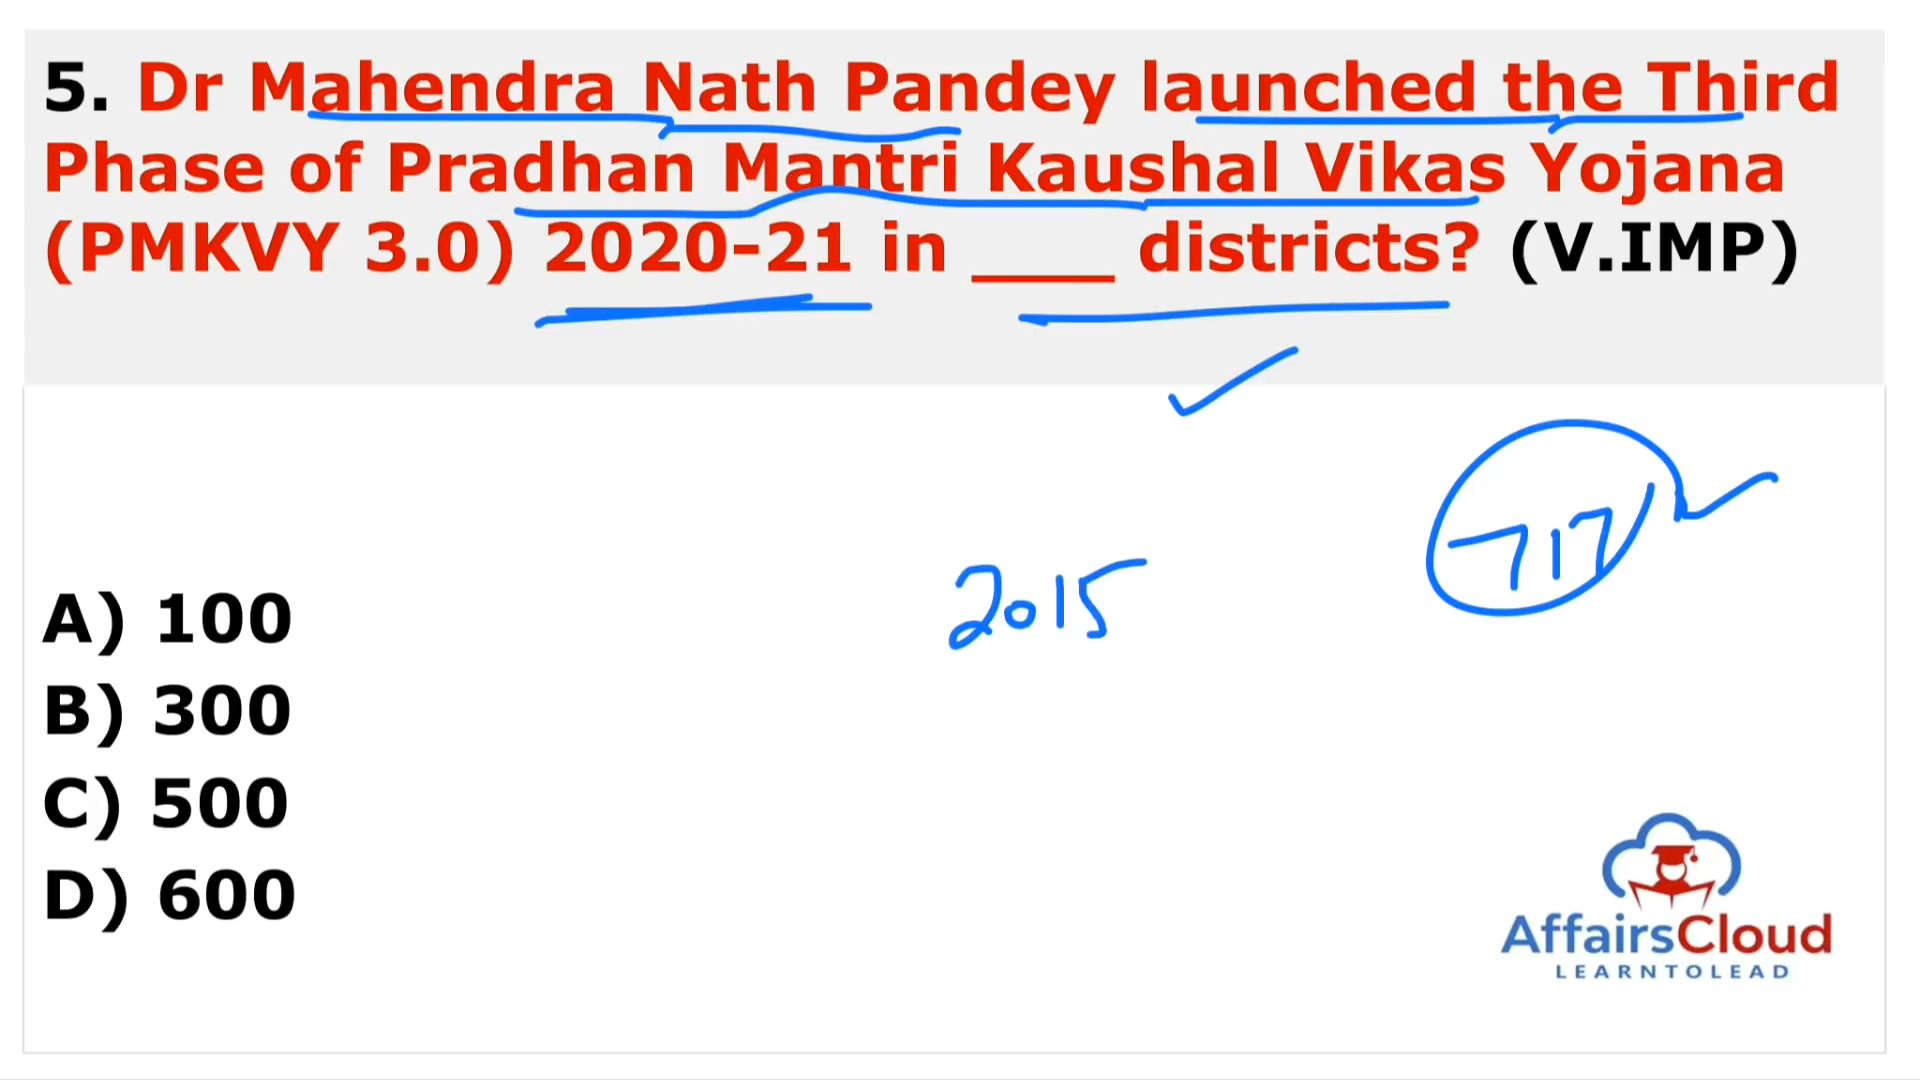 5. Dr Mahendra Nath Pandey launched the Third
Phase of Pradhan Mantri Kaushal Vikas Yojana
(PMKVY 3.0) 2020-21 in ____ districts? (V.IMP)
717
2015
A) 100
B) 300
C) 500
D) 600
AffairsCloud
LEARNTOLEAD